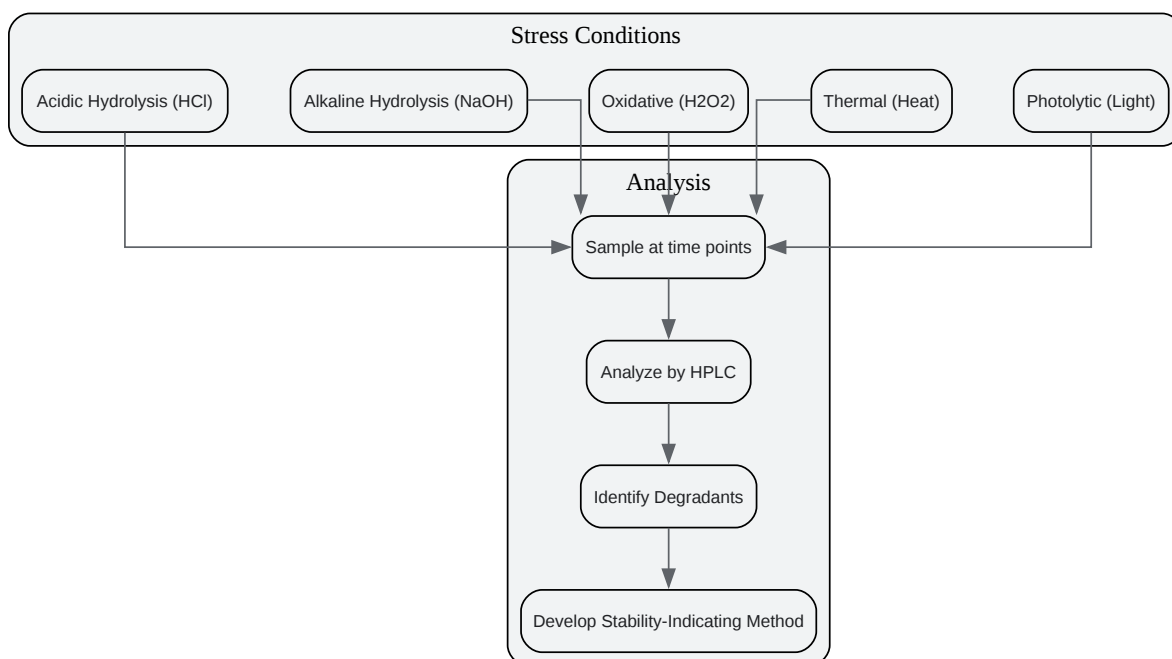 Stress Conditions
Acidic Hydrolysis (HCl)
Alkaline Hydrolysis (NaOH)
Oxidative (H2O2)
Thermal (Heat)
Photolytic (Light)
Analysis
Sample at time points
Analyze by HPLC
Identify Degradants
Develop Stability-Indicating Method